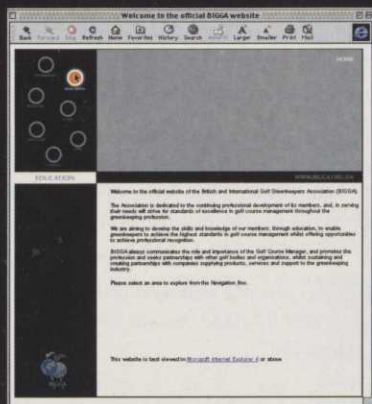 Welcome to the official BIGGA website
Back Forward Stop Refresh Home Favorites History Search Larger Smaller Print Mail
HOME
EDUCATION
WWW.BIGGA.CO.UK
Welcome to the official website of the British and International Golf Greenkeepers Association (BIGGA).
The Association is dedicated to the continuing professional development of its members, and, in serving
their needs will strive for standards of excellence in golf course management throughout the
greenkeeping profession.
We are aiming to develop the skills and knowledge of our members, through education, to enable
greenkeepers to achieve the highest standards in golf course management whilst offering opportunities
to achieve professional recognition.
BIGGA always communicates the role and importance of the Golf Course Manager, and promotes the
profession and seeks partnerships with other golf bodies and organisations, whilst sustaining and
creating partnerships with companies supplying products, services and support to the greenkeeping
industry.
Please select an area to explore from the Navigation Box.
This website is best viewed in Microsoft Internet Explorer 4 or above
BIGGA